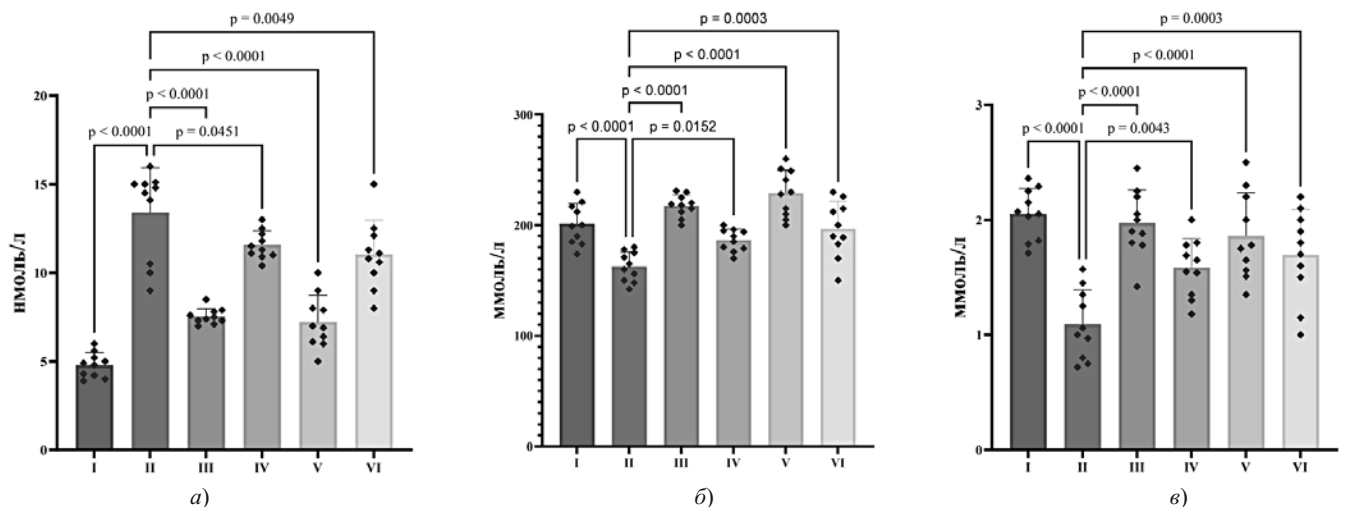 p = 0.0049
p < 0.0001
p < 0.0001
p < 0.0001
p = 0.0451
нмоль/л
20
15
10
5
0
I II III IV V VI
а)
p = 0.0003
p < 0.0001
p < 0.0001
p < 0.0001
p = 0.0152
ммоль/л
300
200
100
0
I II III IV V VI
б)
p = 0.0003
p < 0.0001
p < 0.0001
p < 0.0001
p = 0.0043
ммоль/л
3
2
1
0
I II III IV V VI
в)